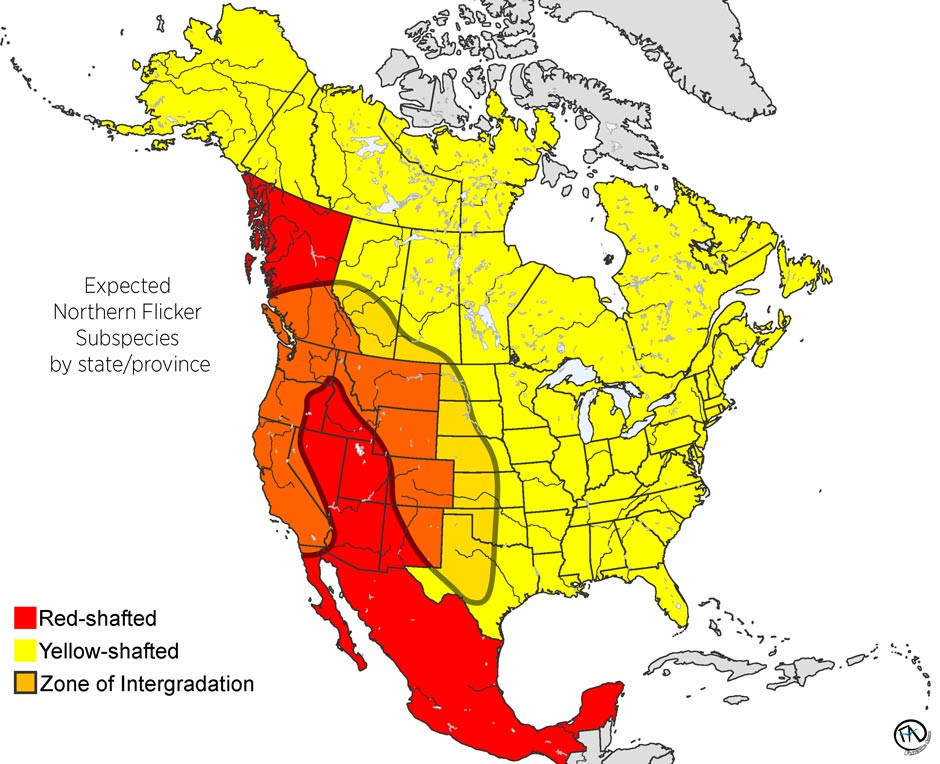 Expected
Northern Flicker
Subspecies
by state/province
Red-shafted
Yellow-shafted
Zone of Intergradation